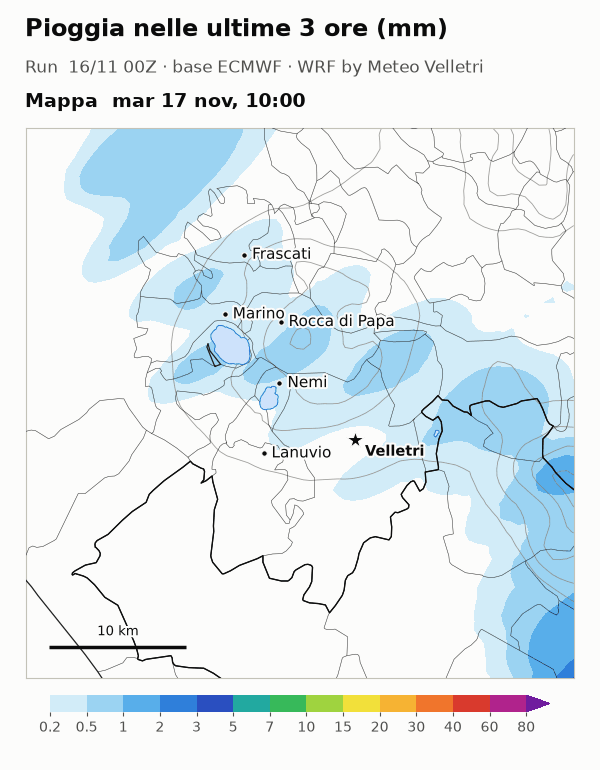 Pioggia nelle ultime 3 ore (mm)
Run  16/11 00Z · base ECMWF · WRF by Meteo Velletri
Mappa  mar 17 nov, 10:00
Frascati
Marino
Rocca di Papa
Nemi
Velletri
Lanuvio
10 km
0.2 0.5 1 2 3 5 7 10 15 20 30 40 60 80